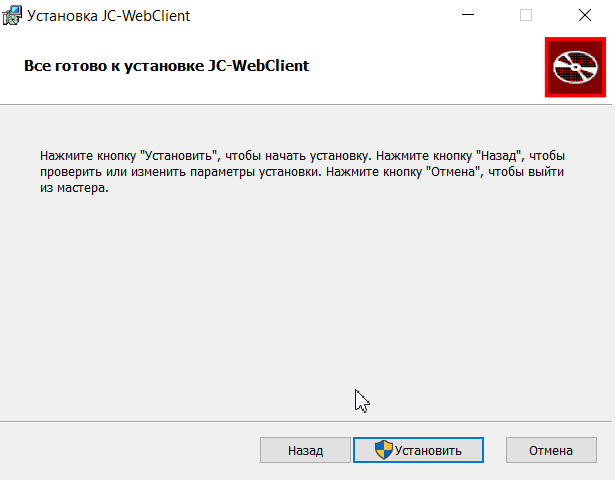 Установка JC-WebClient
Все готово к установке JC-WebClient
Нажмите кнопку "Установить", чтобы начать установку. Нажмите кнопку "Назад", чтобы
проверить или изменить параметры установки. Нажмите кнопку "Отмена", чтобы выйти
из мастера.
Назад
Установить
Отмена